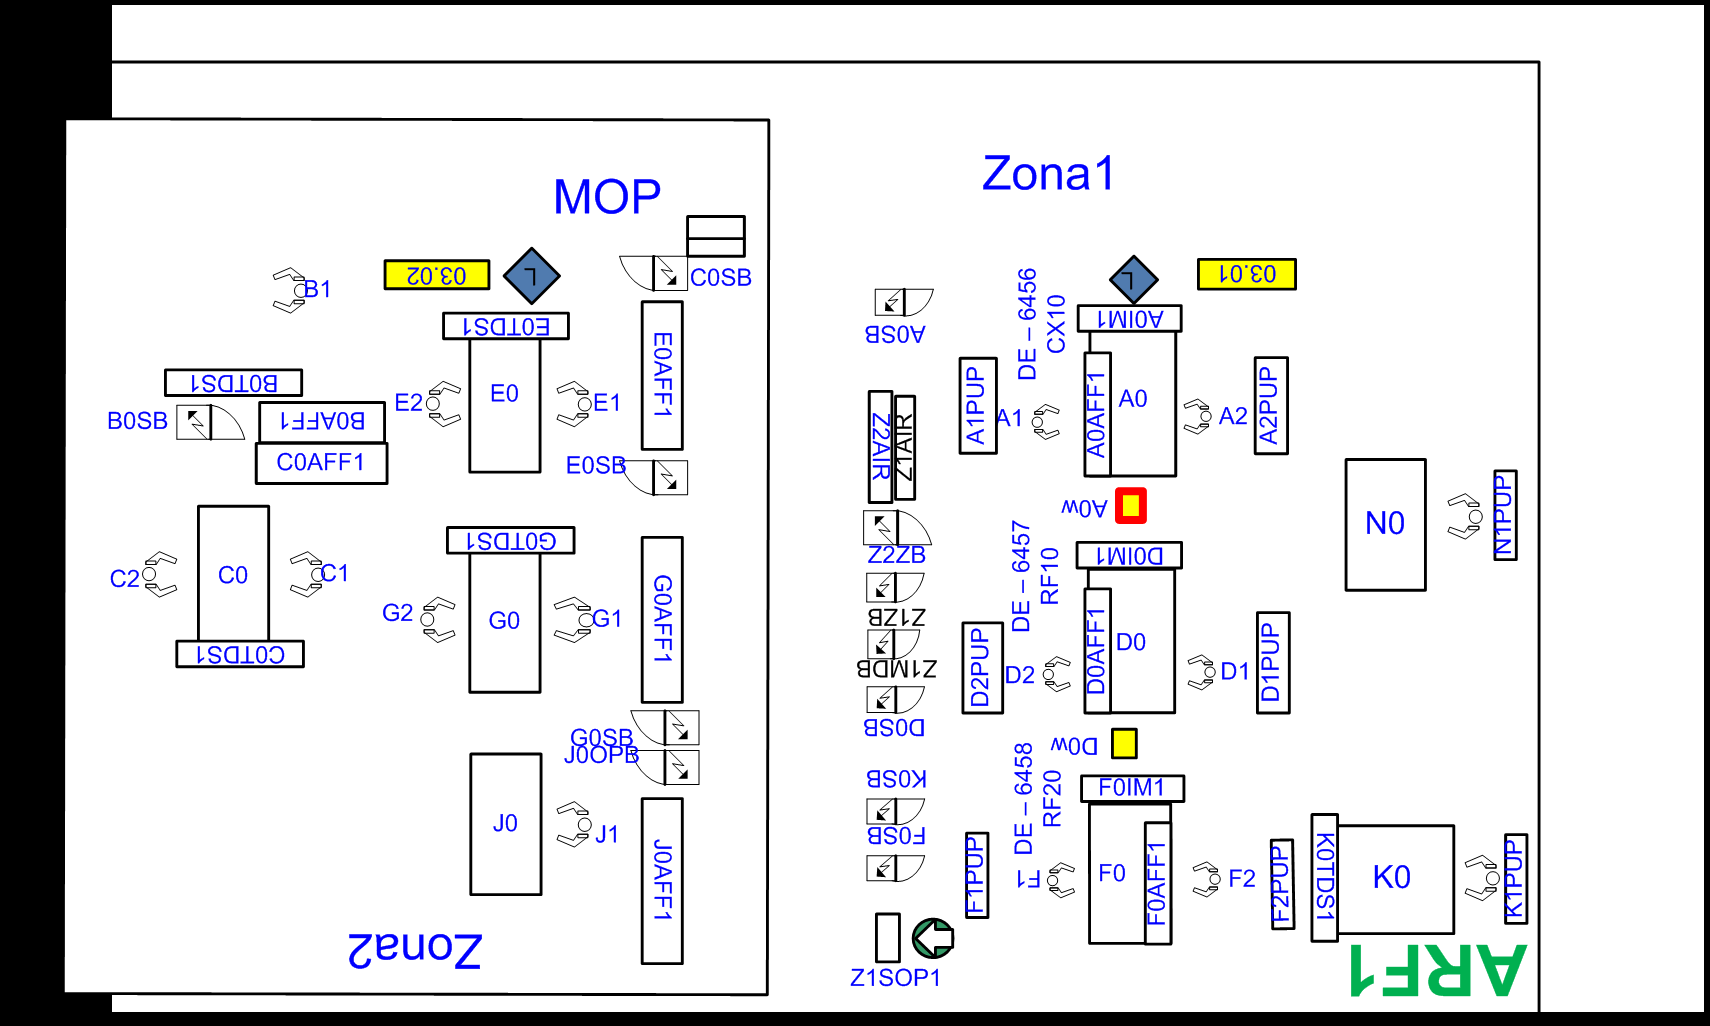 Zona1
MOP
C0SB
B1
03.02
L
L
03.01
E0TDS1
A0SB
DE – 6456
CX10
A0IM1
E0AFF1
B0TDS1
B0SB
B0AFF1
C0AFF1
E2
E0
E1
E0SB
Z2AIR
Z1AIR
A1PUP
A1
A0AFF1
A0
A2
A2PUP
A0w
N0
N1PUP
G0TDS1
Z2ZB
DE – 6457
RF10
D0IM1
C2
C0
C1
C0TDS1
G2
G0
G1
G0AFF1
Z1ZB
Z1MDB
D0SB
D2PUP
D2
D0AFF1
D0
D1
D1PUP
G0SB
J0OPB
D0w
K0SB
DE – 6458
RF20
F0IM1
J0
J1
J0AFF1
F0SB
F1PUP
F1
F0
F0AFF1
F2
F2PUP
K0TDS1
K0
K1PUP
Zona2
Z1SOP1
ARF1